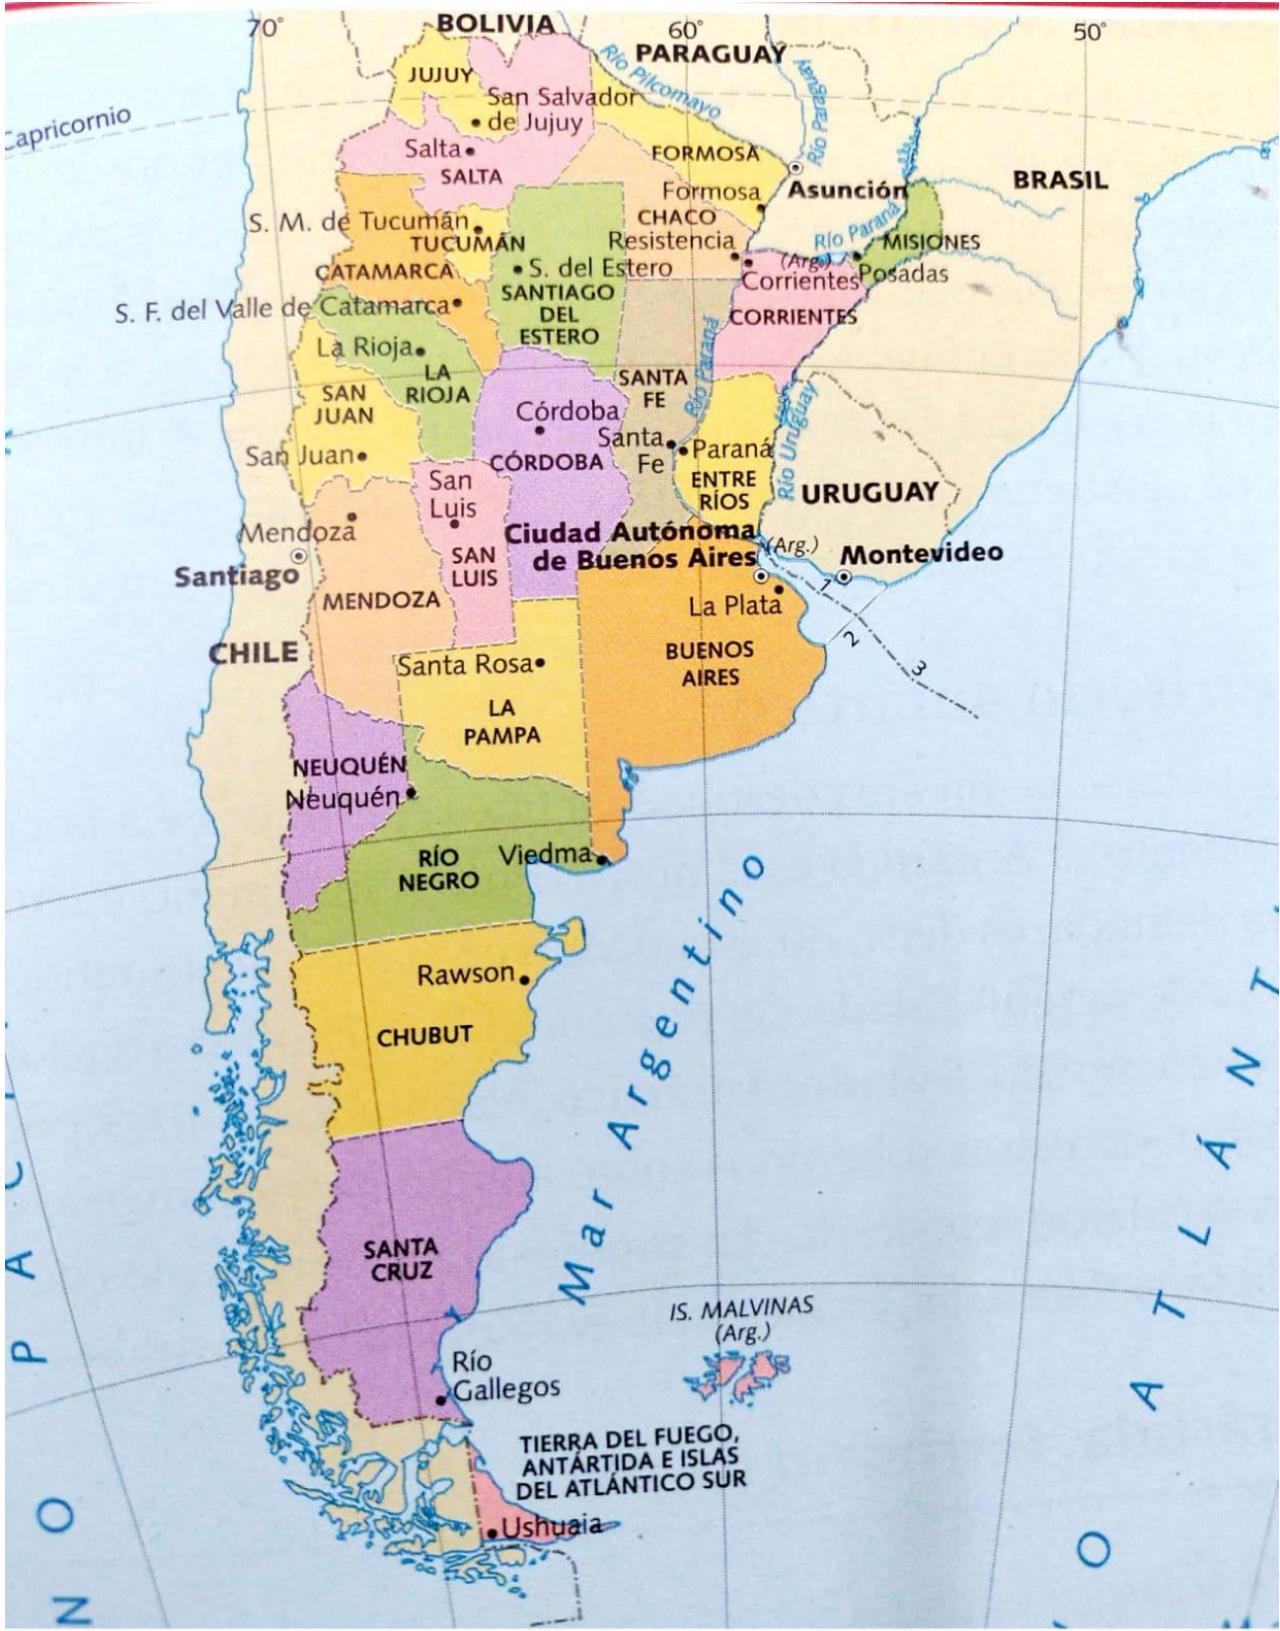 70°
BOLIVIA
60°
50°
PARAGUAY
Río Pilcomayo
Río Paraguay
JUJUY
San Salvador
de Jujuy
Capricornio
Salta
SALTA
FORMOSA
Formosa
Asunción
BRASIL
S. M. de Tucumán
TUCUMÁN
CHACO
Resistencia
Río Paraná
MISIONES
(Arg.)
Corrientes
Posadas
CATAMARCA
S. del Estero
SANTIAGO
DEL
ESTERO
S. F. del Valle de Catamarca
CORRIENTES
La Rioja
LA
RIOJA
SAN
JUAN
SANTA
FE
Río Paraná
Río Uruguay
Córdoba
CÓRDOBA
San Juan
Santa
Fe
Paraná
ENTRE
RÍOS
URUGUAY
San
Luis
SAN
LUIS
Mendoza
Santiago
MENDOZA
Ciudad Autónoma
de Buenos Aires
(Arg.)
Montevideo
1
La Plata
2
3
BUENOS
AIRES
CHILE
Santa Rosa
LA
PAMPA
NEUQUÉN
Neuquén
RÍO
NEGRO
Viedma
Rawson
CHUBUT
Mar Argentino
SANTA
CRUZ
IS. MALVINAS
(Arg.)
Río
Gallegos
TIERRA DEL FUEGO,
ANTÁRTIDA E ISLAS
DEL ATLÁNTICO SUR
Ushuaia
O A T L Á N T